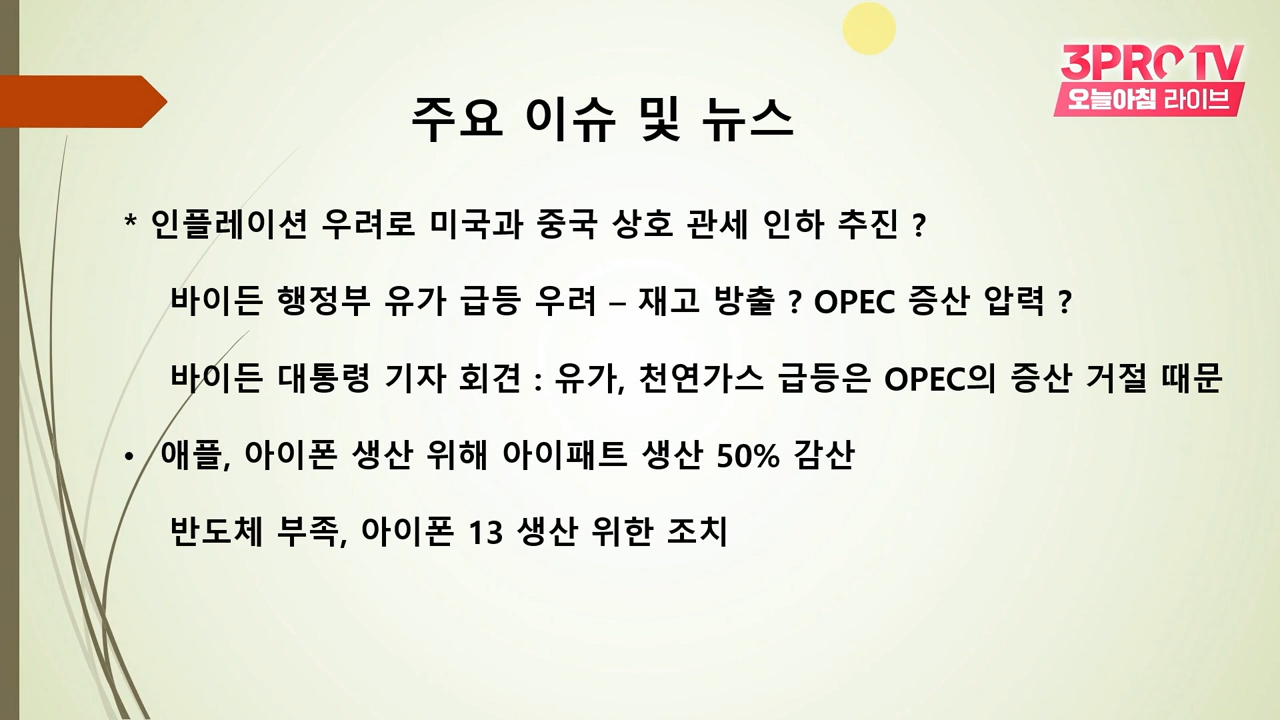 3PRO TV
오늘아침 라이브
주요 이슈 및 뉴스
* 인플레이션 우려로 미국과 중국 상호 관세 인하 추진 ?
바이든 행정부 유가 급등 우려 – 재고 방출 ? OPEC 증산 압력 ?
바이든 대통령 기자 회견 : 유가, 천연가스 급등은 OPEC의 증산 거절 때문
• 애플, 아이폰 생산 위해 아이패트 생산 50% 감산
반도체 부족, 아이폰 13 생산 위한 조치